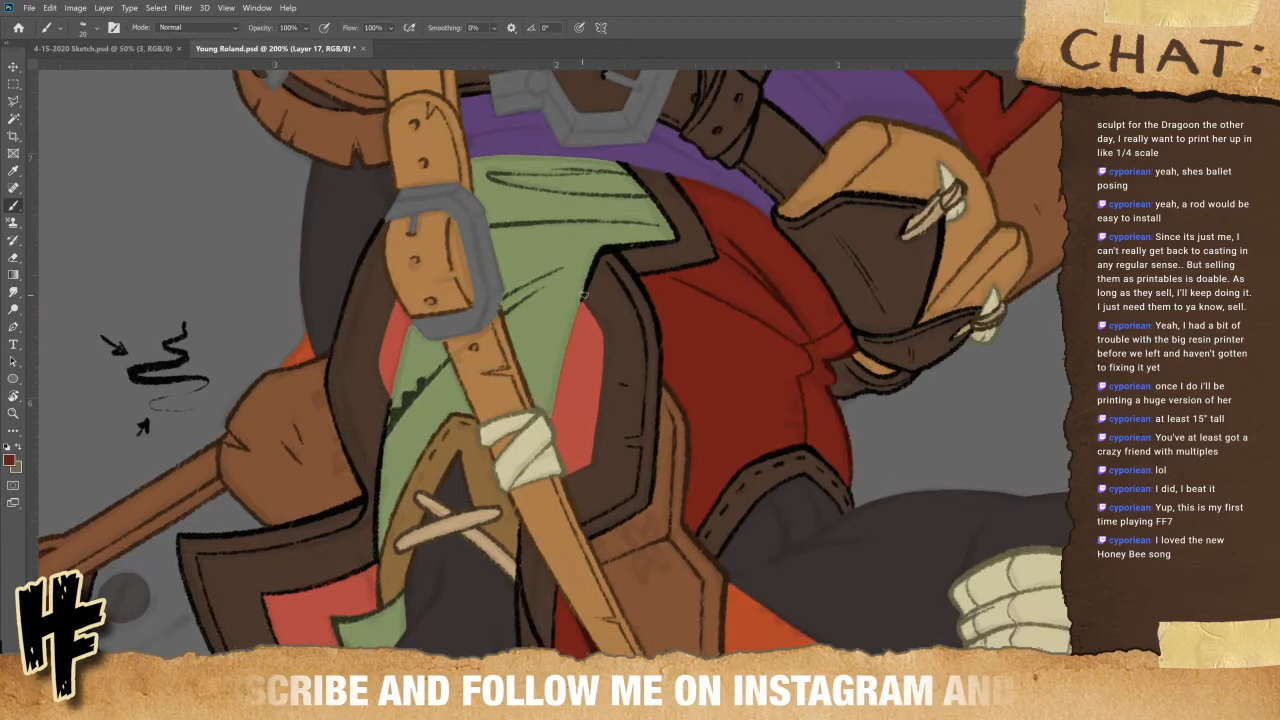 Ps File Edit Image Layer Type Select Filter 3D View Window Help
20 Mode: Normal Opacity: 100% Flow: 100% Smoothing: 0% 0°
4-15-2020 Sketch.psd @ 50% (3, RGB/8) × Young Roland.psd @ 200% (Layer 17, RGB/8) * ×
3 2 1
7
6
CHAT:
sculpt for the Dragoon the other
day, I really want to print her up in
like 1/4 scale
cyporiean: yeah, shes ballet
posing
cyporiean: yeah, a rod would be
easy to install
cyporiean: Since its just me, I
can't really get back to casting in
any regular sense.. But selling
them as printables is doable. As
long as they sell, I'll keep doing it.
I just need them to ya know, sell.
cyporiean: Yeah, I had a bit of
trouble with the big resin printer
before we left and haven't gotten
to fixing it yet
cyporiean: once I do i'll be
printing a huge version of her
cyporiean: at least 15" tall
cyporiean: You've at least got a
crazy friend with multiples
cyporiean: lol
cyporiean: I did, I beat it
cyporiean: Yup, this is my first
time playing FF7
cyporiean: I loved the new
Honey Bee song
HF
SCRIBE AND FOLLOW ME ON INSTAGRAM AND